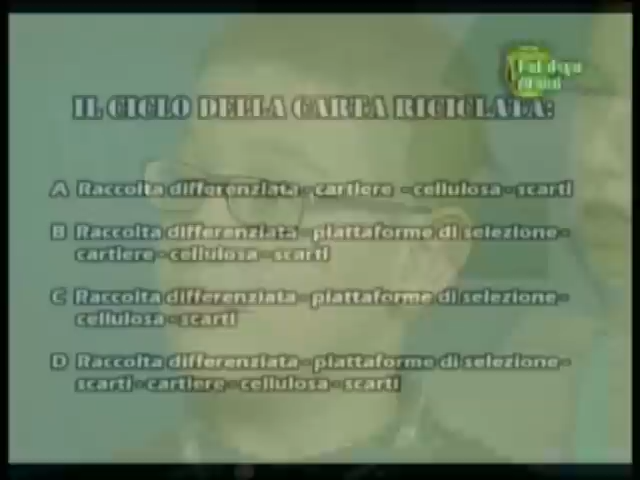 IL CICLO DELLA CARTA RICICLATA:
A Raccolta differenziata - cartiere - cellulosa - scarti
B Raccolta differenziata - piattaforme di selezione -
cartiere - cellulosa - scarti
C Raccolta differenziata - piattaforme di selezione -
cellulosa - scarti
D Raccolta differenziata - piattaforme di selezione -
scarti - cartiere - cellulosa - scarti